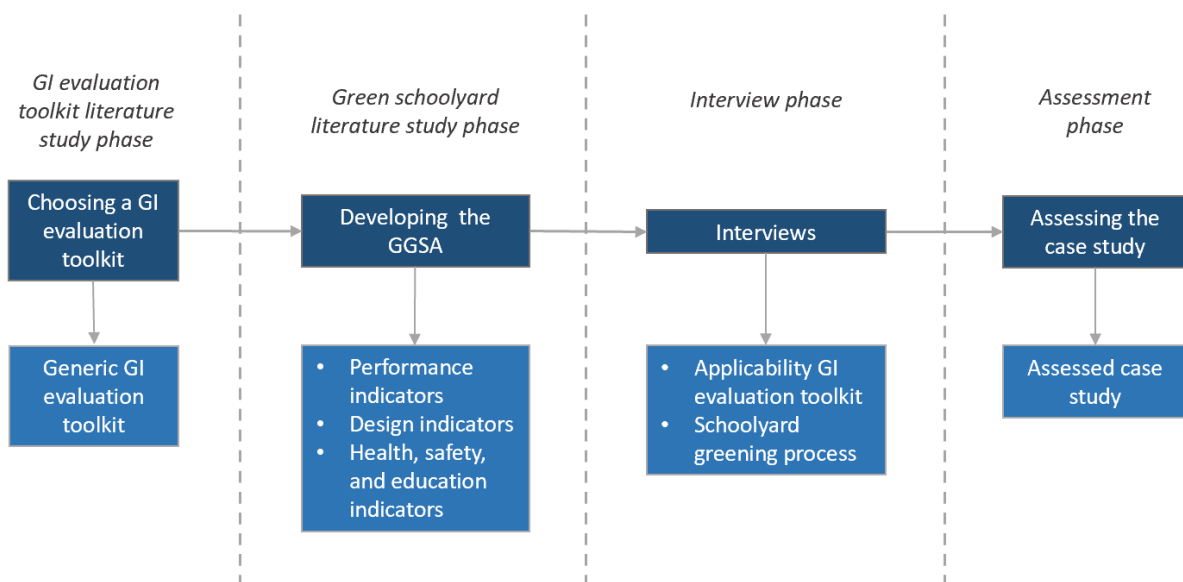 GI evaluation
toolkit literature
study phase
Green schoolyard
literature study phase
Interview phase
Assessment
phase
Choosing a GI
evaluation
toolkit
Developing the
GGSA
Interviews
Assessing the
case study
Generic GI
evaluation
toolkit
• Performance
indicators
• Design indicators
• Health, safety,
and education
indicators
• Applicability GI
evaluation toolkit
• Schoolyard
greening process
Assessed case
study